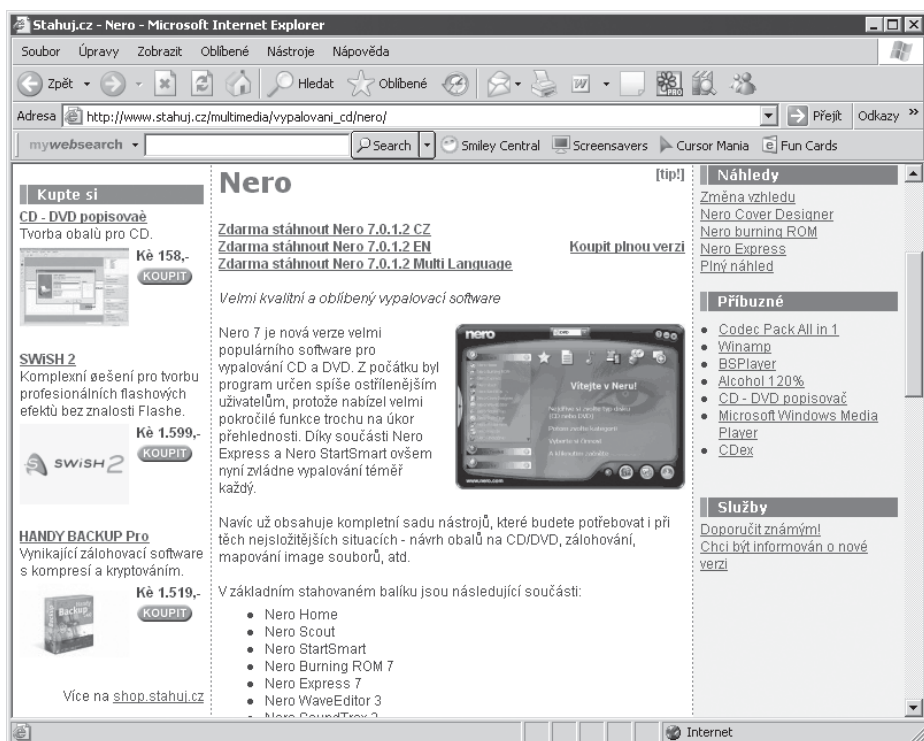 Stahuj.cz - Nero - Microsoft Internet Explorer
Soubor Úpravy Zobrazit Oblíbené Nástroje Nápověda
Zpět Hledat Oblíbené
Adresa http://www.stahuj.cz/multimedia/vypalovani_cd/nero/ Přejít Odkazy »
mywebsearch Search Smiley Central Screensavers Cursor Mania Fun Cards
Kupte si
CD - DVD popisovaè
Tvorba obalů pro CD.
Kè 158,-
KOUPIT
SWiSH 2
Komplexní øešení pro tvorbu
profesionálních flashových
efektů bez znalosti Flashe.
Kè 1.599,-
KOUPIT
SWiSH 2
HANDY BACKUP Pro
Vynikající zálohovací software
s kompresí a kryptováním.
Kè 1.519,-
KOUPIT
Handy
Backup
Více na shop.stahuj.cz
Nero [tip!]
Zdarma stáhnout Nero 7.0.1.2 CZ
Zdarma stáhnout Nero 7.0.1.2 EN Koupit plnou verzi
Zdarma stáhnout Nero 7.0.1.2 Multi Language
Velmi kvalitní a oblíbený vypalovací software
Nero 7 je nová verze velmi
populárního software pro
vypalování CD a DVD. Z počátku byl
program určen spíše ostřílenějším
uživatelům, protože nabízel velmi
pokročilé funkce trochu na úkor
přehlednosti. Díky součásti Nero
Express a Nero StartSmart ovšem
nyní zvládne vypalování téměř
každý.
nero
Vítejte v Neru!
www.nero.com
Navíc už obsahuje kompletní sadu nástrojů, které budete potřebovat i při
těch nejsložitějších situacích - návrh obalů na CD/DVD, zálohování,
mapování image souborů, atd.
V základním stahovaném balíku jsou následující součásti:
Nero Home
Nero Scout
Nero StartSmart
Nero Burning ROM 7
Nero Express 7
Nero WaveEditor 3
Náhledy
Změna vzhledu
Nero Cover Designer
Nero burning ROM
Nero Express
Plný náhled
Příbuzné
Codec Pack All in 1
Winamp
BSPlayer
Alcohol 120%
CD - DVD popisovač
Microsoft Windows Media
Player
CDex
Služby
Doporučit známým!
Chci být informován o nové
verzi
Internet